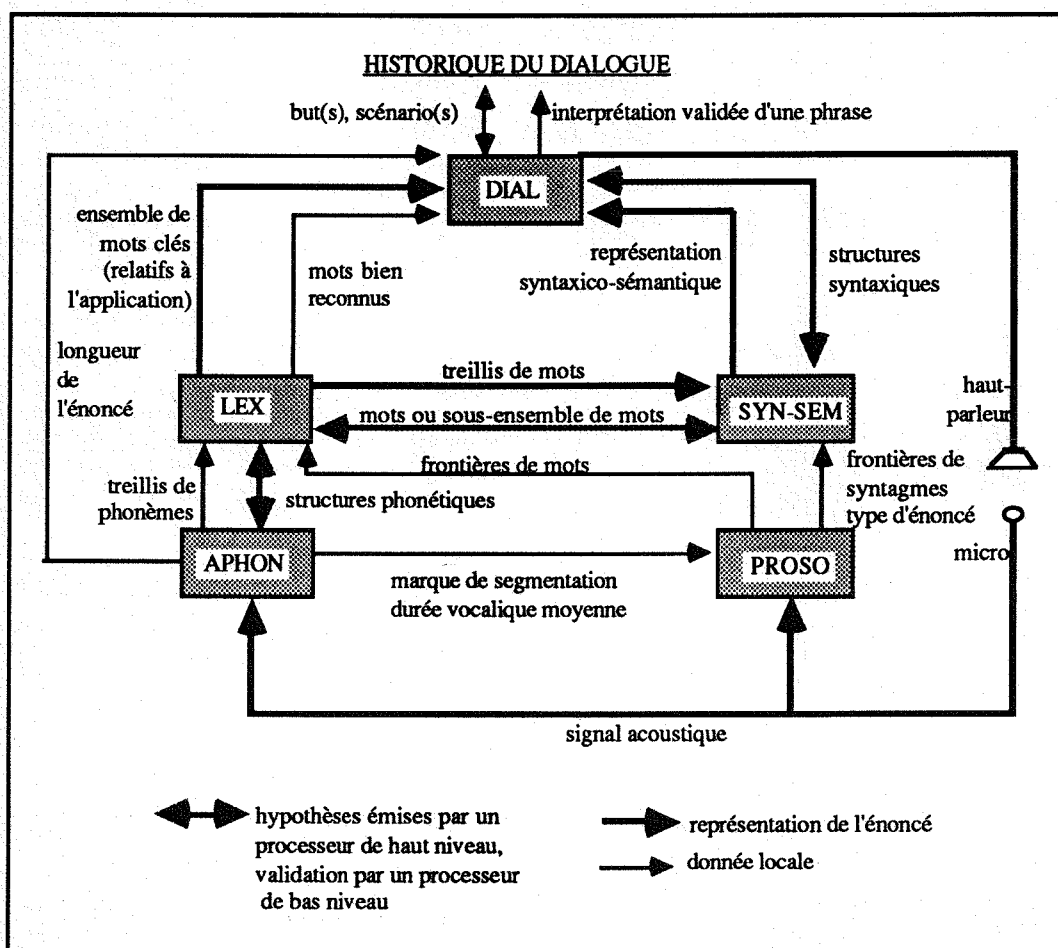 HISTORIQUE DU DIALOGUE
but(s), scénario(s)
interprétation validée d'une phrase
DIAL
ensemble de
mots clés
(relatifs à
l'application)
mots bien
reconnus
représentation
syntaxico-sémantique
structures
syntaxiques
longueur
de
l'énoncé
LEX
treillis de mots
mots ou sous-ensemble de mots
SYN-SEM
haut-
parleur
frontières de mots
treillis de
phonèmes
structures phonétiques
frontières de
syntagmes
type d'énoncé
micro
APHON
marque de segmentation
durée vocalique moyenne
PROSO
signal acoustique
hypothèses émises par un
processeur de haut niveau,
validation par un processeur
de bas niveau
représentation de l'énoncé
donnée locale